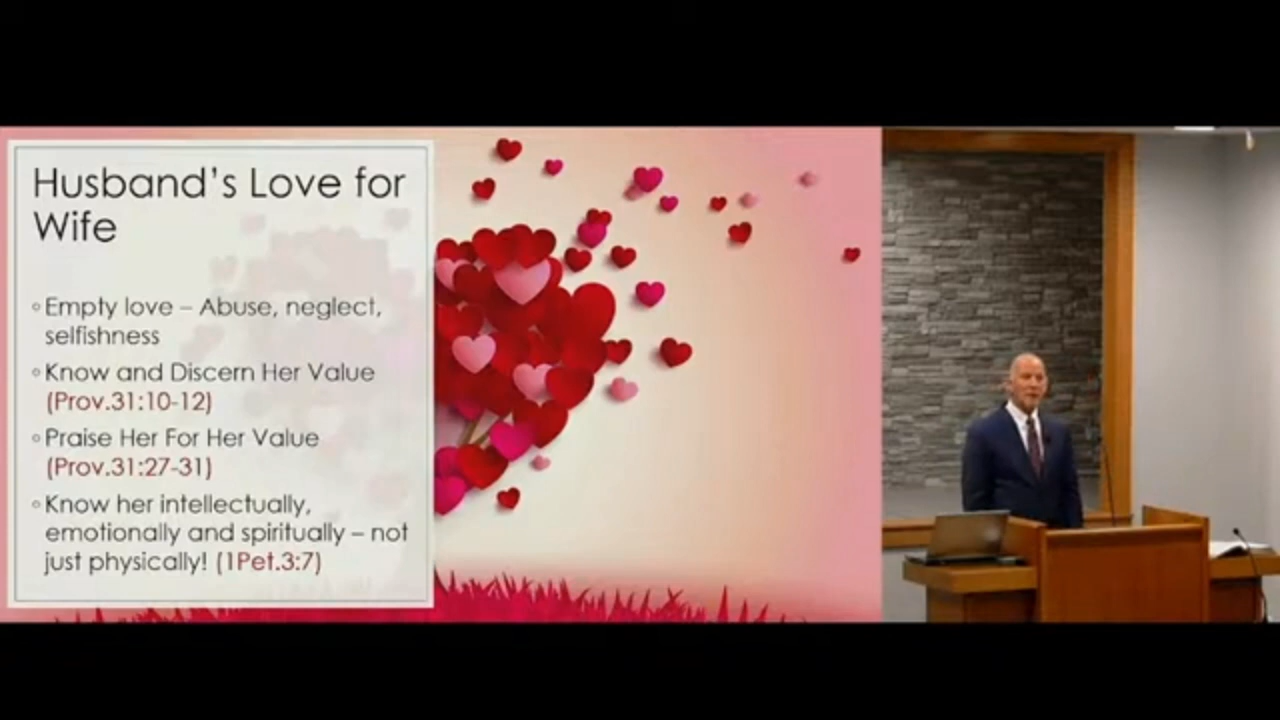 Husband’s Love for
Wife
◦Empty love – Abuse, neglect,
selfishness
◦Know and Discern Her Value
(Prov.31:10-12)
◦Praise Her For Her Value
(Prov.31:27-31)
◦Know her intellectually,
emotionally and spiritually – not
just physically! (1Pet.3:7)